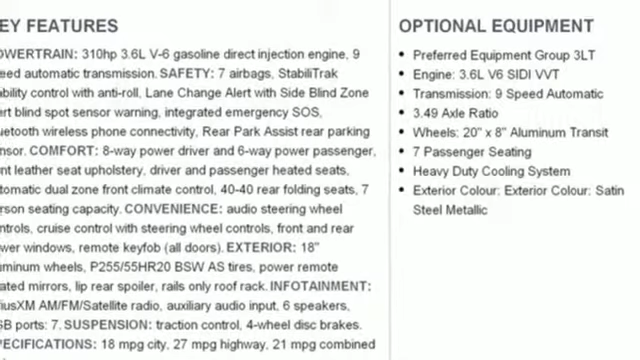 EY FEATURES
OWERTRAIN: 310hp 3.6L V-6 gasoline direct injection engine, 9
eed automatic transmission. SAFETY: 7 airbags, StabiliTrak
ability control with anti-roll, Lane Change Alert with Side Blind Zone
ert blind spot sensor warning, integrated emergency SOS,
uetooth wireless phone connectivity, Rear Park Assist rear parking
nsor. COMFORT: 8-way power driver and 6-way power passenger,
nt leather seat upholstery, driver and passenger heated seats,
tomatic dual zone front climate control, 40-40 rear folding seats, 7
rson seating capacity. CONVENIENCE: audio steering wheel
ntrols, cruise control with steering wheel controls, front and rear
wer windows, remote keyfob (all doors). EXTERIOR: 18"
uminum wheels, P255/55HR20 BSW AS tires, power remote
ated mirrors, lip rear spoiler, rails only roof rack. INFOTAINMENT:
iusXM AM/FM/Satellite radio, auxiliary audio input, 6 speakers,
SB ports: 7. SUSPENSION: traction control, 4-wheel disc brakes.
PECIFICATIONS: 18 mpg city, 27 mpg highway, 21 mpg combined
OPTIONAL EQUIPMENT
• Preferred Equipment Group 3LT
• Engine: 3.6L V6 SIDI VVT
• Transmission: 9 Speed Automatic
• 3.49 Axle Ratio
• Wheels: 20" x 8" Aluminum Transit
• 7 Passenger Seating
• Heavy Duty Cooling System
• Exterior Colour: Exterior Colour: Satin
Steel Metallic